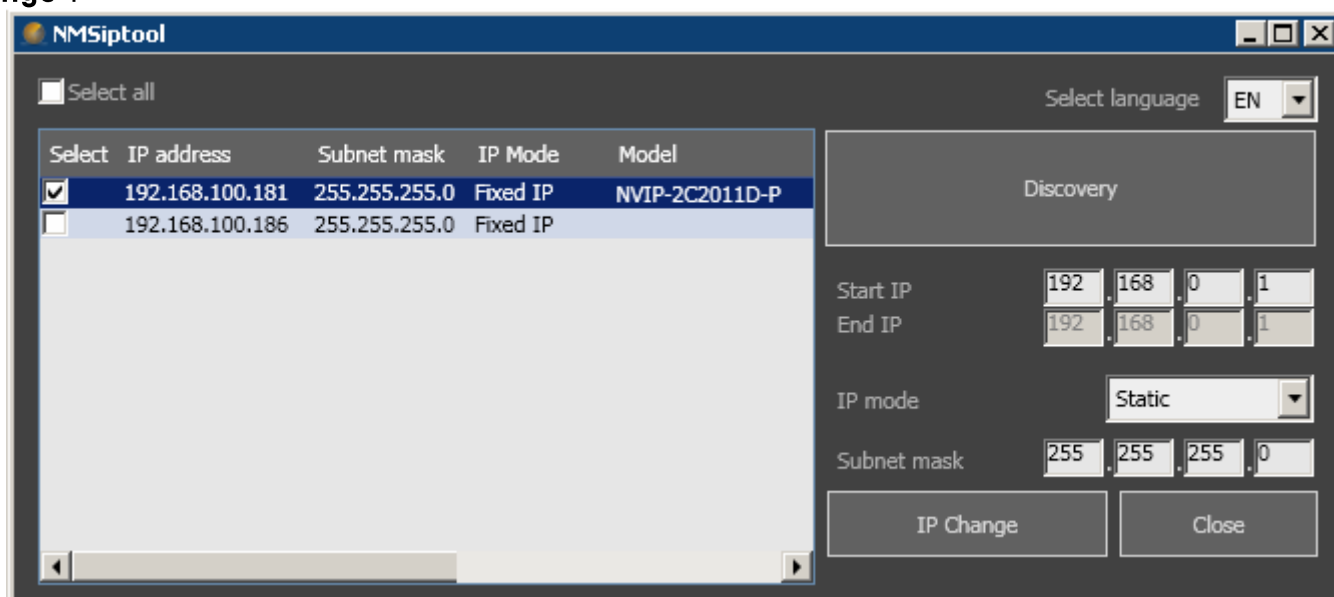 NMSiptool
Select all
Select language EN
Select IP address Subnet mask IP Mode Model
192.168.100.181 255.255.255.0 Fixed IP NVIP-2C2011D-P
192.168.100.186 255.255.255.0 Fixed IP
Discovery
Start IP 192 . 168 . 0 . 1
End IP 192 . 168 . 0 . 1
IP mode Static
Subnet mask 255 . 255 . 255 . 0
IP Change Close